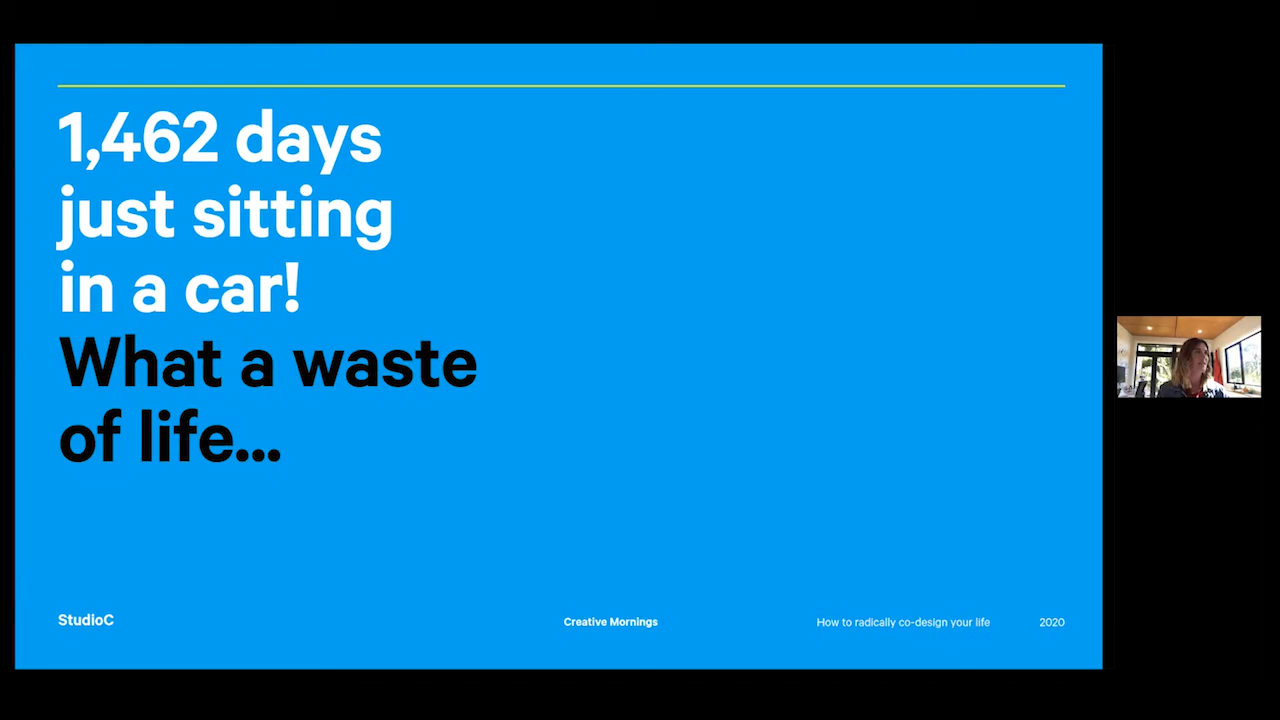 1,462 days
just sitting
in a car!
What a waste
of life...
StudioC
Creative Mornings
How to radically co-design your life
2020